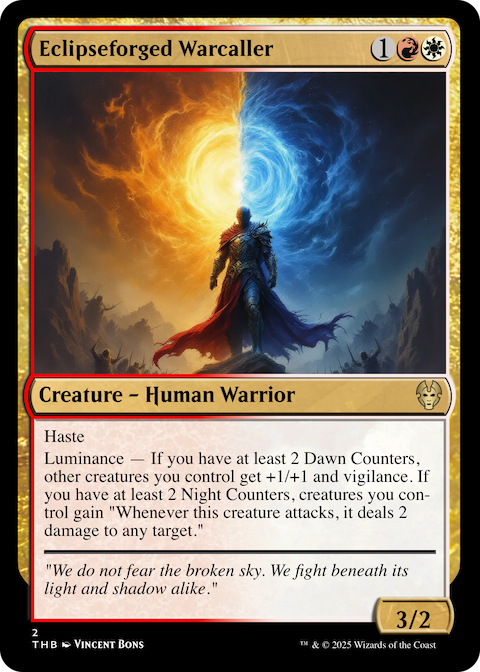 Eclipseforged Warcaller 1
Creature – Human Warrior
Haste
Luminance — If you have at least 2 Dawn Counters,
other creatures you control get +1/+1 and vigilance. If
you have at least 2 Night Counters, creatures you con-
trol gain "Whenever this creature attacks, it deals 2
damage to any target."
"We do not fear the broken sky. We fight beneath its
light and shadow alike."
3/2
2
THB Vincent Bons
™ & © 2025 Wizards of the Coast